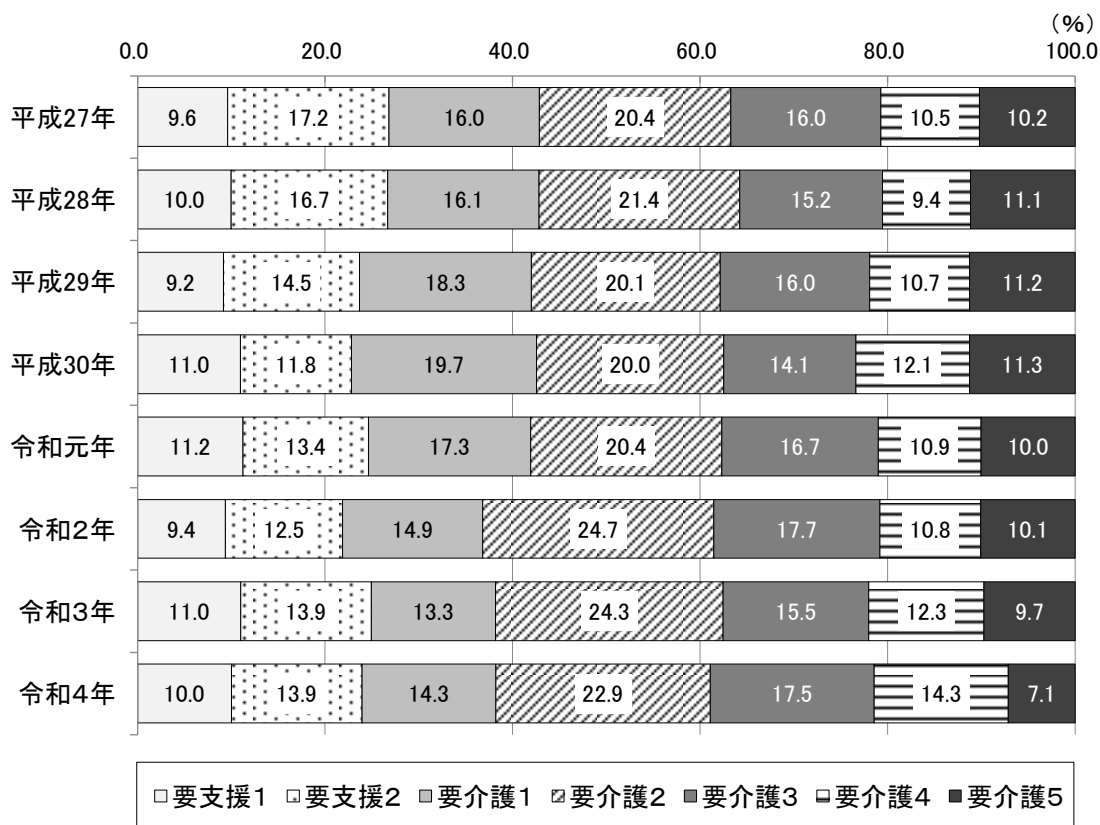 (%)
0.0 20.0 40.0 60.0 80.0 100.0
平成27年 9.6 17.2 16.0 20.4 16.0 10.5 10.2
平成28年 10.0 16.7 16.1 21.4 15.2 9.4 11.1
平成29年 9.2 14.5 18.3 20.1 16.0 10.7 11.2
平成30年 11.0 11.8 19.7 20.0 14.1 12.1 11.3
令和元年 11.2 13.4 17.3 20.4 16.7 10.9 10.0
令和2年 9.4 12.5 14.9 24.7 17.7 10.8 10.1
令和3年 11.0 13.9 13.3 24.3 15.5 12.3 9.7
令和4年 10.0 13.9 14.3 22.9 17.5 14.3 7.1
要支援1 要支援2 要介護1 要介護2 要介護3 要介護4 要介護5